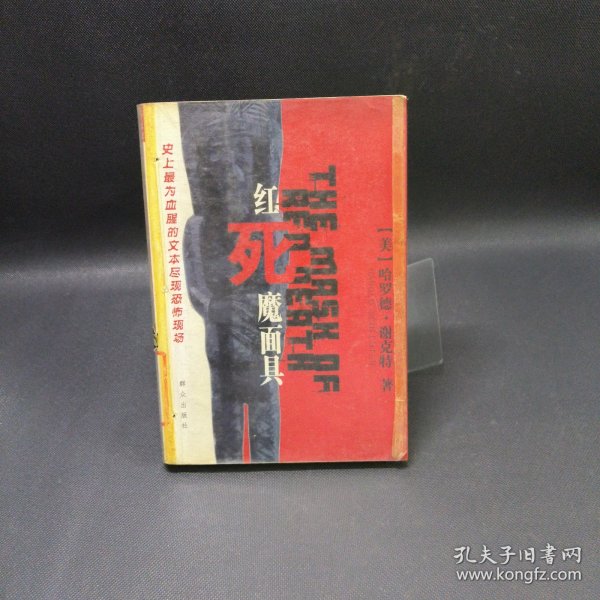 史上最为血腥的文本尽现恐怖现场
红
死
魔面具
THE MASK OF
RED DEATH
【美】哈罗德·谢克特 著
群众出版社
孔夫子旧书网
www.kongfz.com